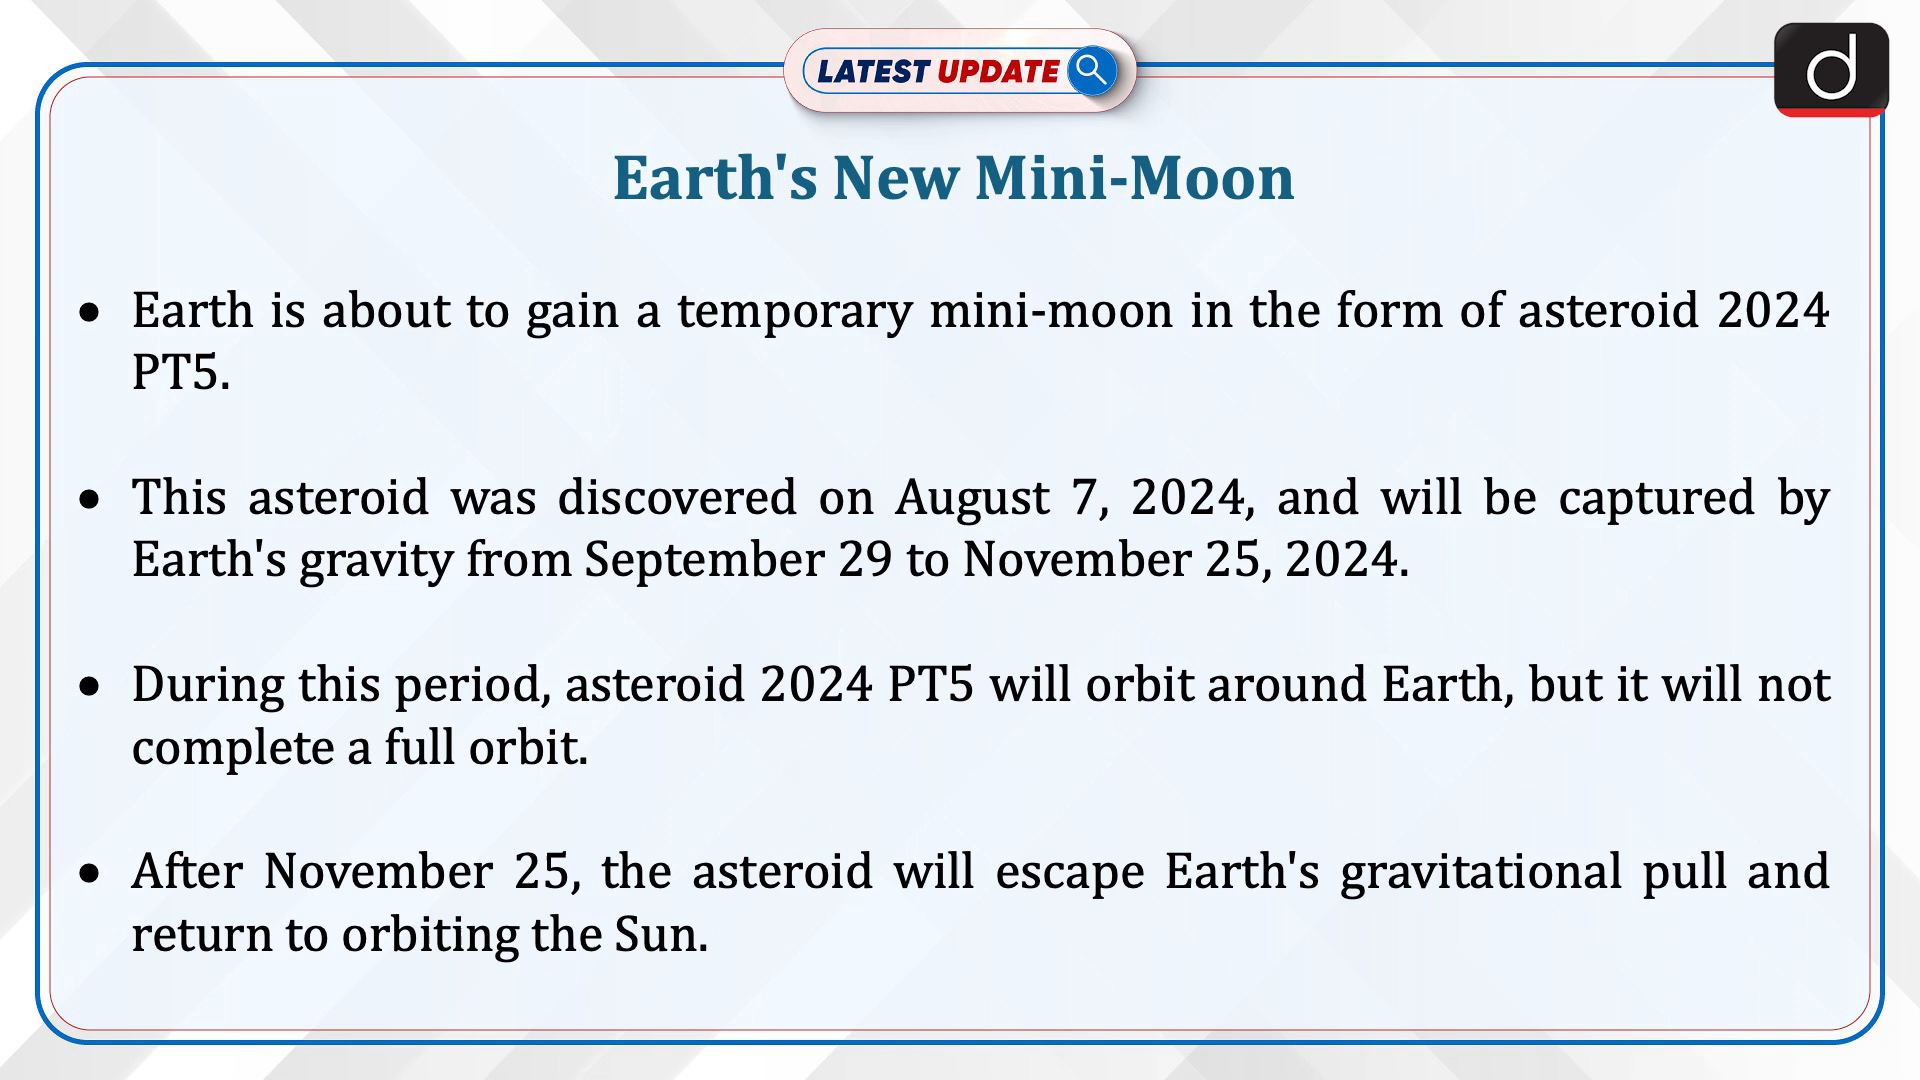 LATEST UPDATE
d
Earth's New Mini-Moon
● Earth is about to gain a temporary mini-moon in the form of asteroid 2024
PT5.
● This asteroid was discovered on August 7, 2024, and will be captured by
Earth's gravity from September 29 to November 25, 2024.
● During this period, asteroid 2024 PT5 will orbit around Earth, but it will not
complete a full orbit.
● After November 25, the asteroid will escape Earth's gravitational pull and
return to orbiting the Sun.